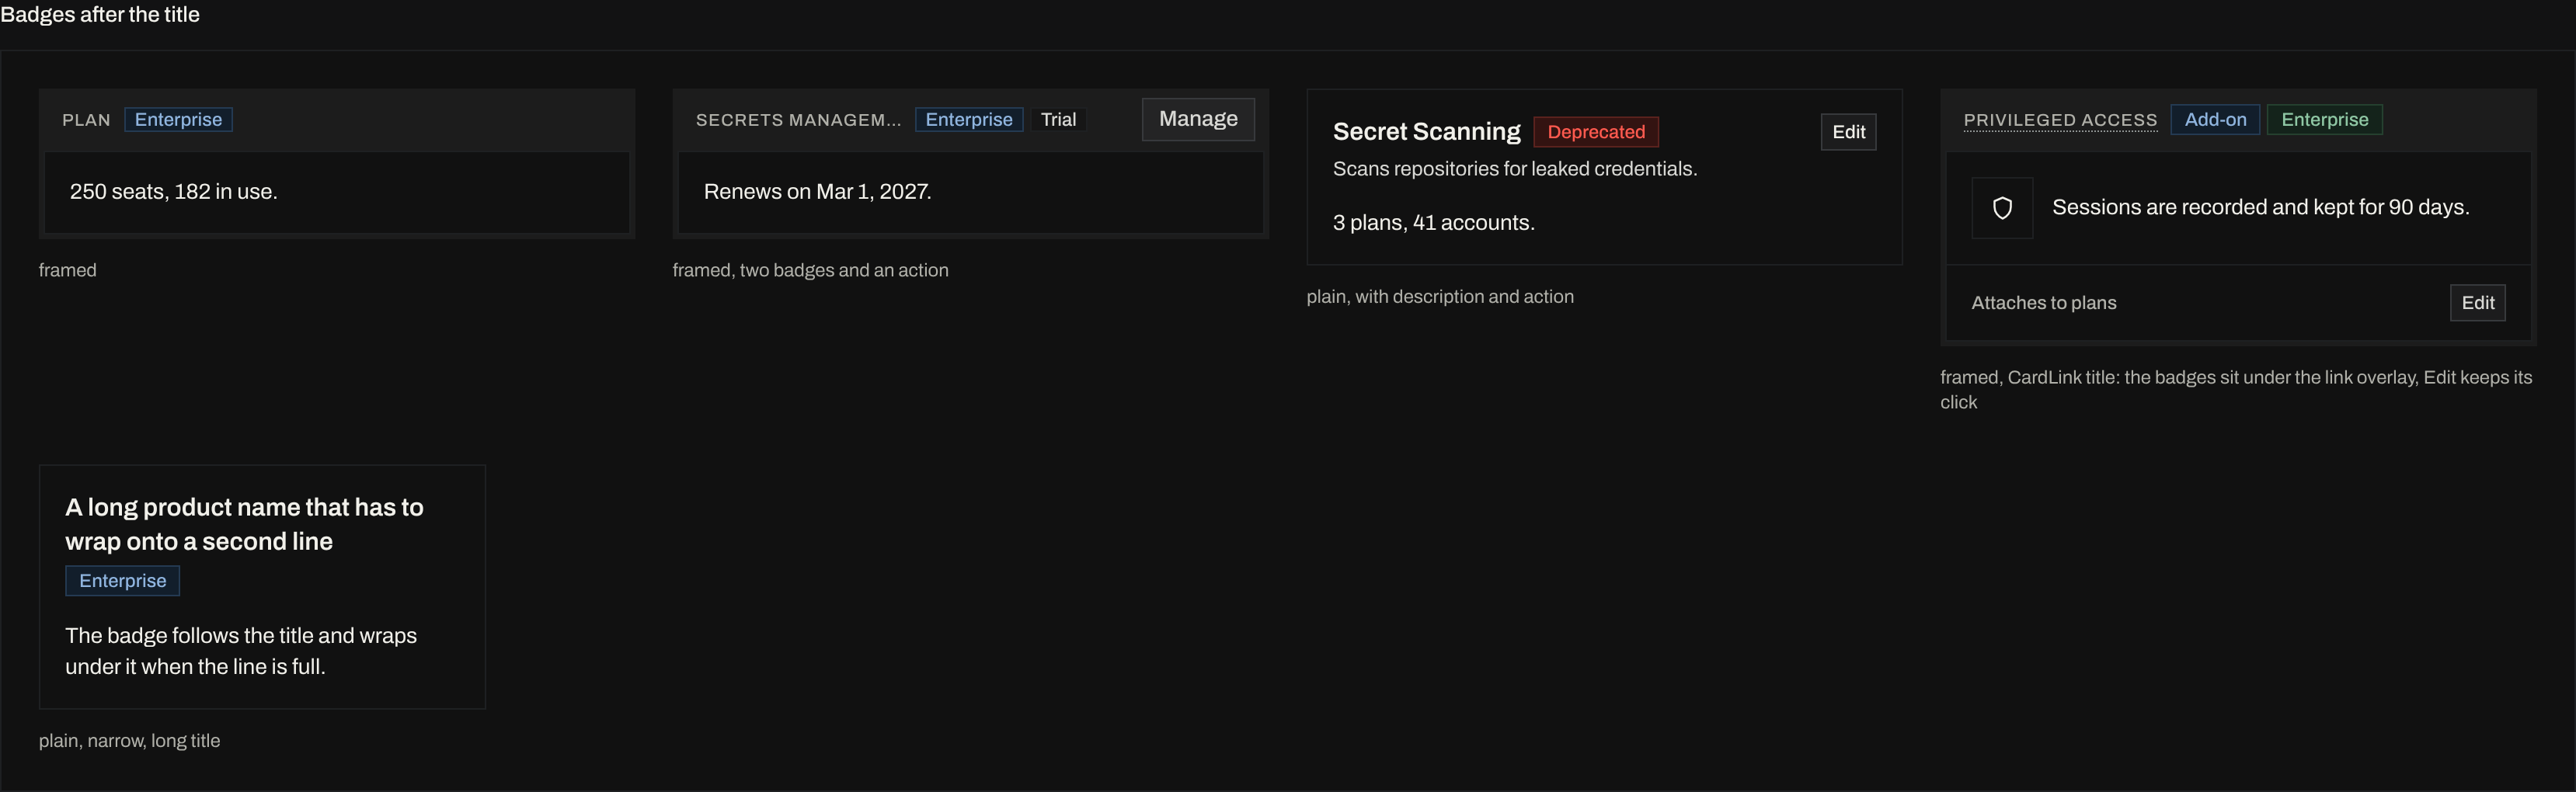 Badges after the title
PLAN Enterprise
250 seats, 182 in use.
framed
SECRETS MANAGEM... Enterprise Trial Manage
Renews on Mar 1, 2027.
framed, two badges and an action
Secret Scanning Deprecated Edit
Scans repositories for leaked credentials.
3 plans, 41 accounts.
plain, with description and action
PRIVILEGED ACCESS Add-on Enterprise
Sessions are recorded and kept for 90 days.
Attaches to plans Edit
framed, CardLink title: the badges sit under the link overlay, Edit keeps its
click
A long product name that has to
wrap onto a second line
Enterprise
The badge follows the title and wraps
under it when the line is full.
plain, narrow, long title